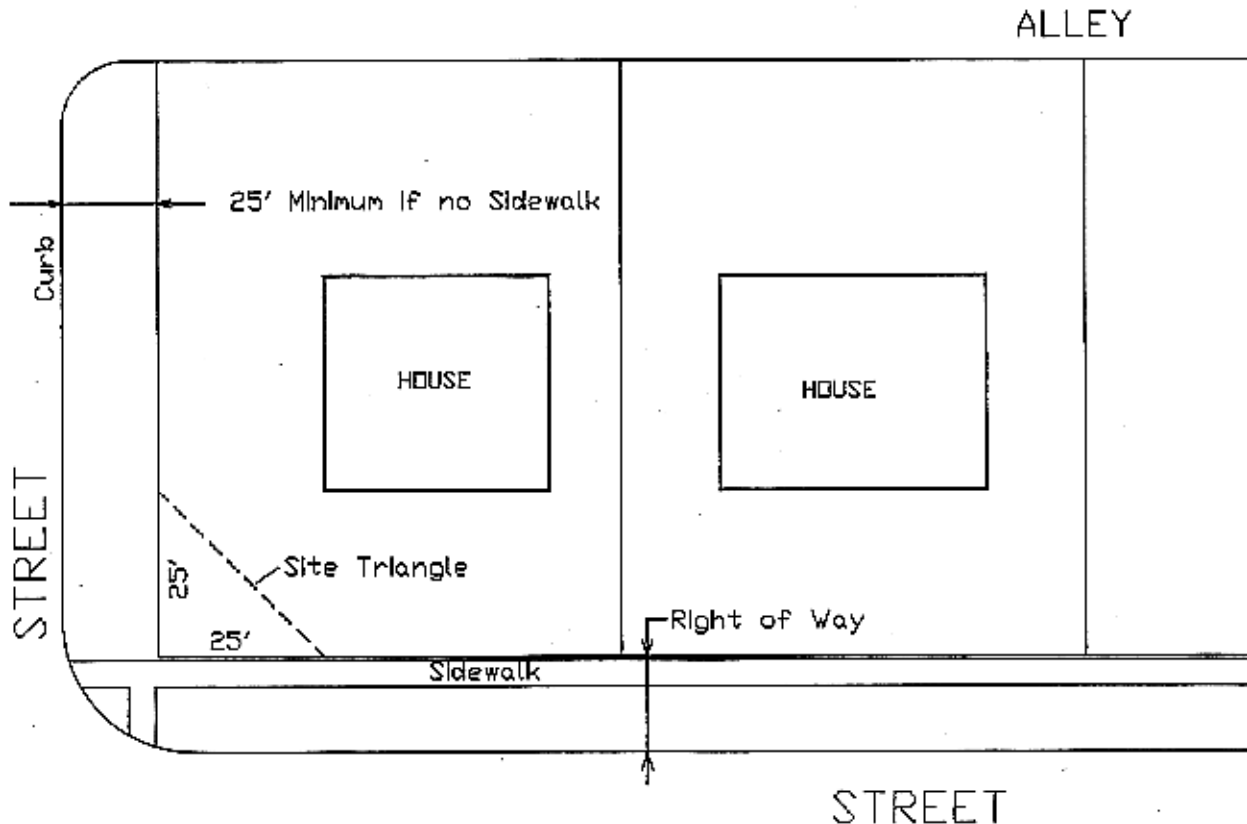 ALLEY
25' Minimum if no Sidewalk
Curb
HOUSE
HOUSE
STREET
Site Triangle
25'
25'
Right of Way
Sidewalk
STREET